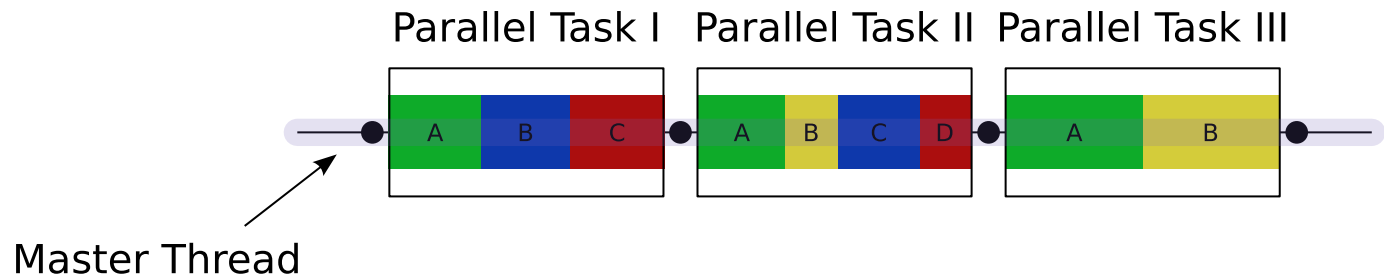 Parallel Task I
Parallel Task II
Parallel Task III
A B C
A B C D
A B
Master Thread